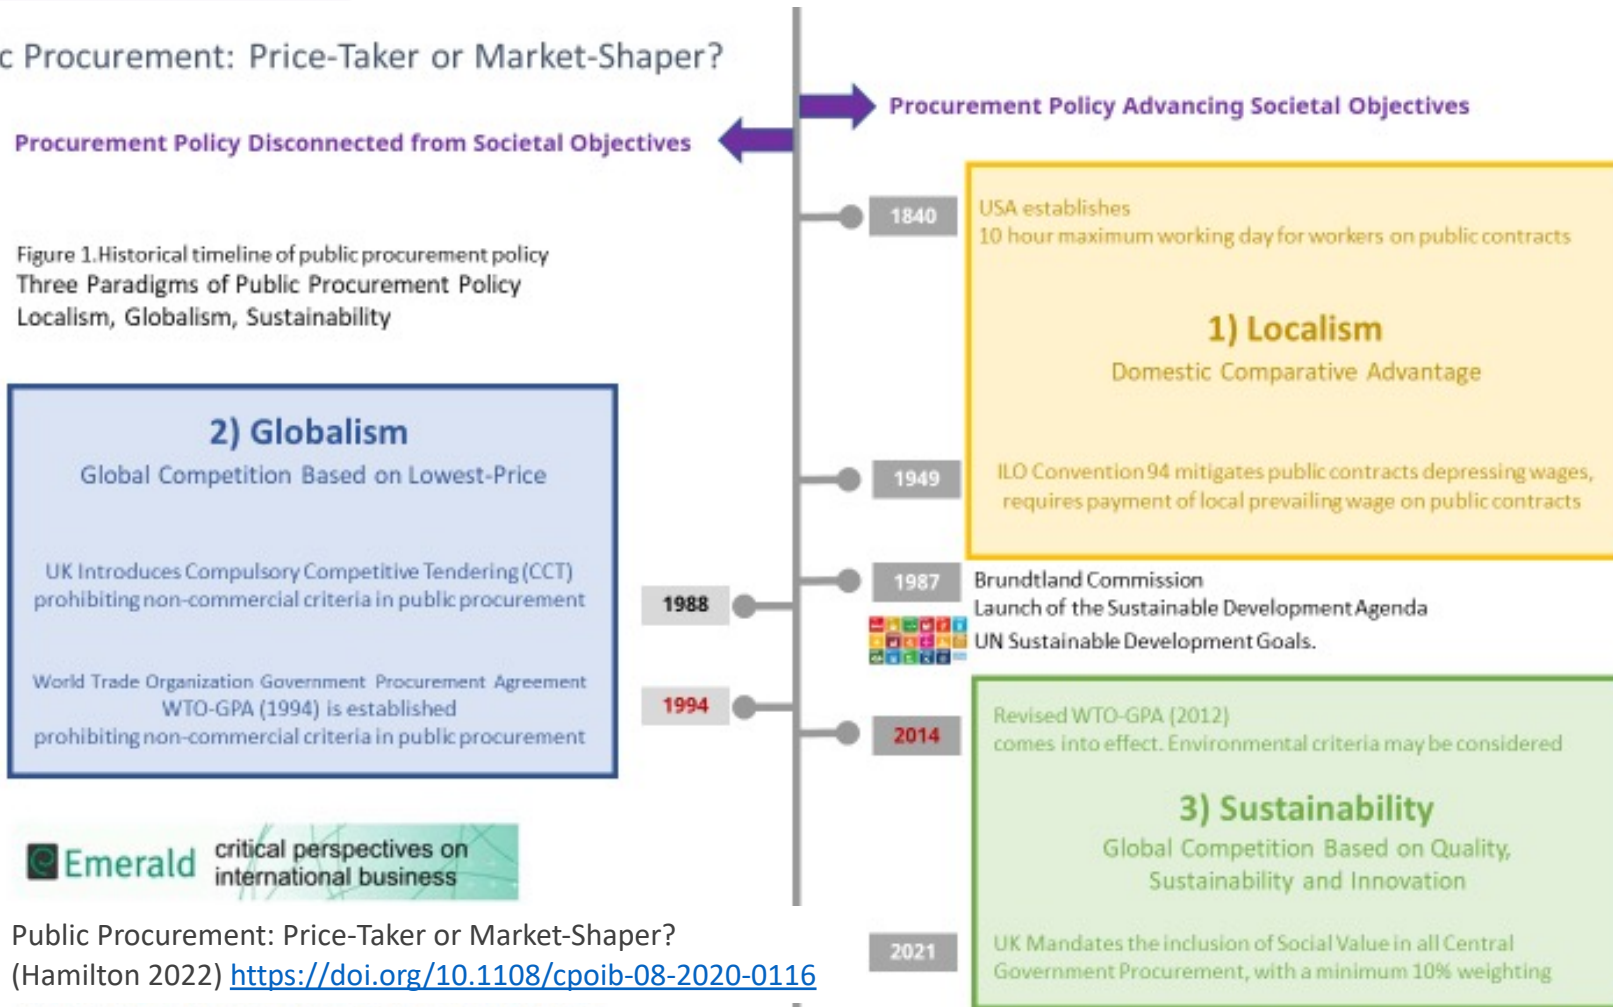 c Procurement: Price-Taker or Market-Shaper?
Procurement Policy Advancing Societal Objectives
Procurement Policy Disconnected from Societal Objectives
Figure 1.Historical timeline of public procurement policy
Three Paradigms of Public Procurement Policy
Localism, Globalism, Sustainability
1840
USA establishes
10 hour maximum working day for workers on public contracts
1) Localism
Domestic Comparative Advantage
1949
ILO Convention 94 mitigates public contracts depressing wages,
requires payment of local prevailing wage on public contracts
2) Globalism
Global Competition Based on Lowest-Price
UK Introduces Compulsory Competitive Tendering (CCT)
prohibiting non-commercial criteria in public procurement
1988
World Trade Organization Government Procurement Agreement
WTO-GPA (1994) is established
prohibiting non-commercial criteria in public procurement
1994
1987
Brundtland Commission
Launch of the Sustainable Development Agenda
UN Sustainable Development Goals.
2014
Revised WTO-GPA (2012)
comes into effect. Environmental criteria may be considered
3) Sustainability
Global Competition Based on Quality,
Sustainability and Innovation
2021
UK Mandates the inclusion of Social Value in all Central
Government Procurement, with a minimum 10% weighting
Emerald
critical perspectives on
international business
Public Procurement: Price-Taker or Market-Shaper?
(Hamilton 2022) https://doi.org/10.1108/cpoib-08-2020-0116